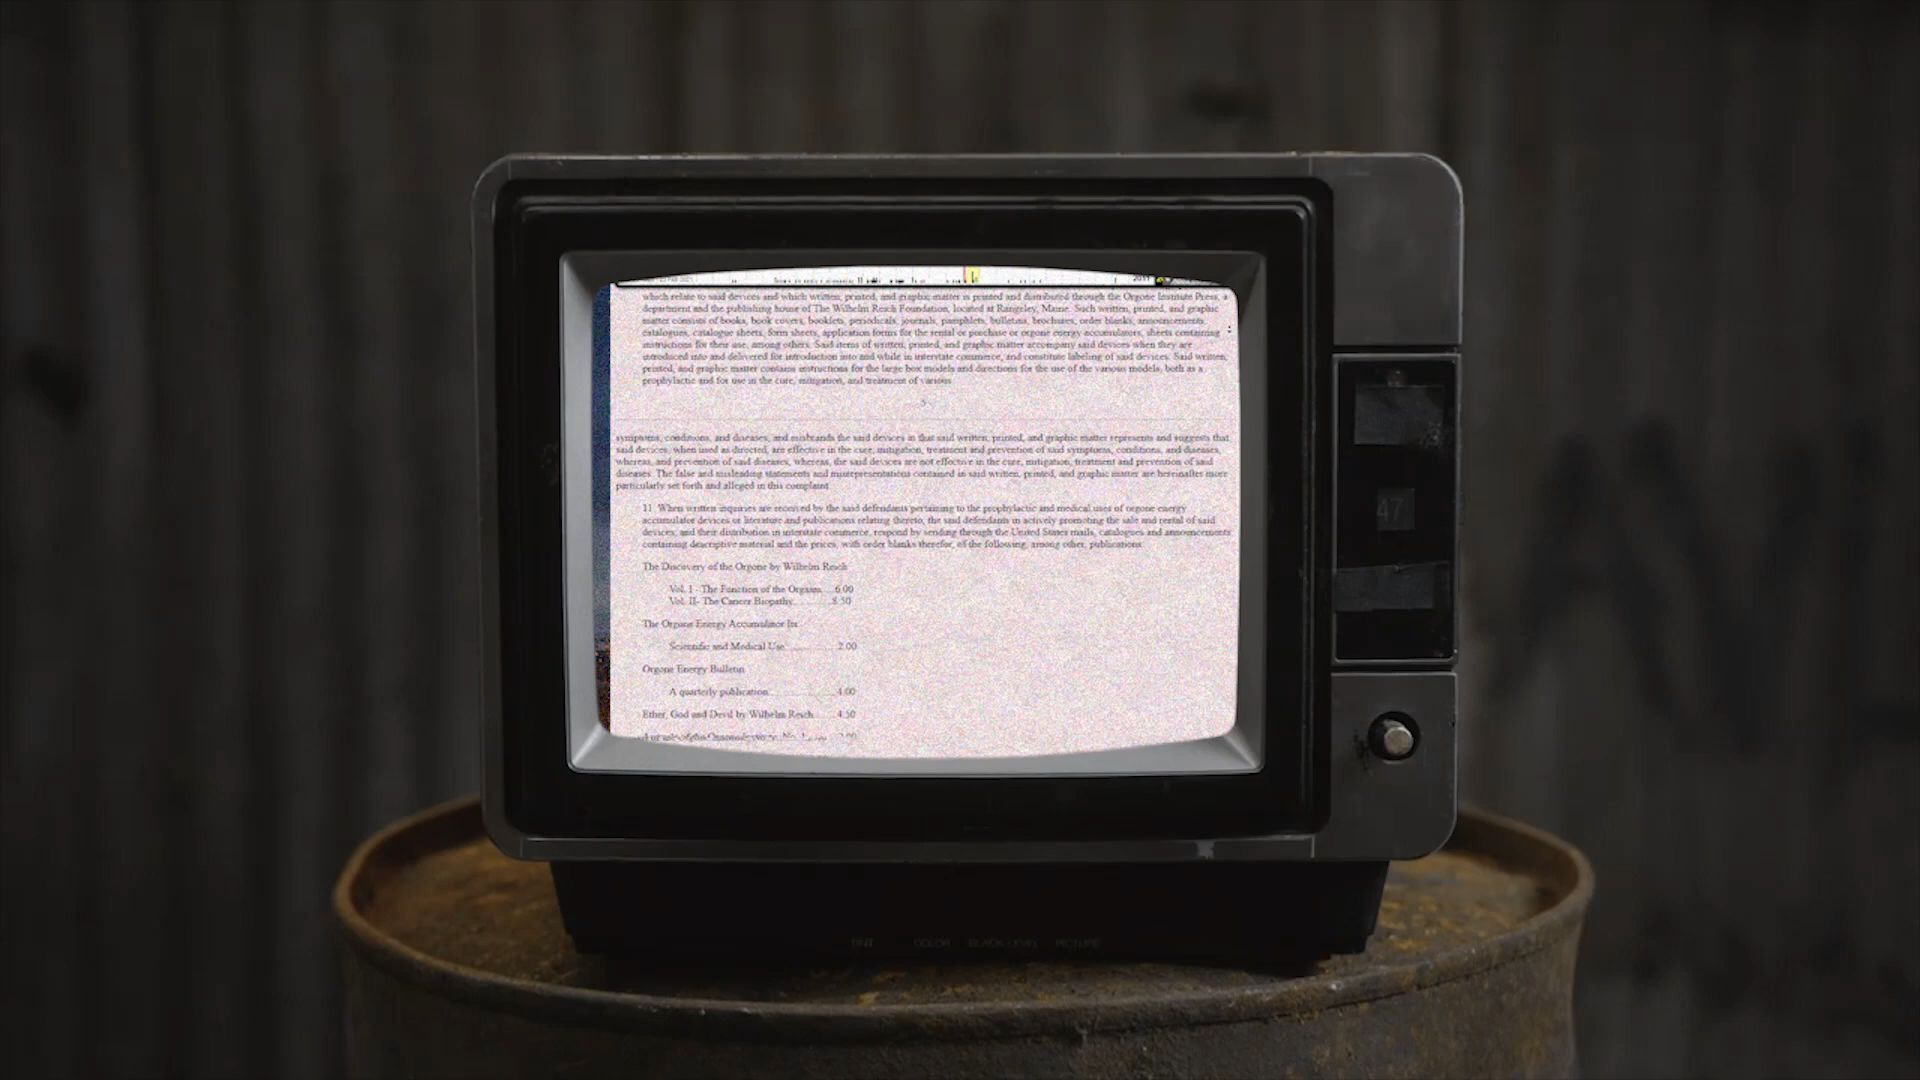 2011
which relate to said devices and which written, printed, and graphic matter is printed and distributed through the Orgone Institute Press, a
department and the publishing house of The Wilhelm Reich Foundation, located at Rangeley, Maine. Such written, printed, and graphic
matter consists of books, book covers, booklets, periodicals, journals, pamphlets, bulletins, brochures, order blanks, announcements,
catalogues, catalogue sheets, form sheets, application forms for the rental or purchase or orgone energy accumulators, sheets containing
instructions for their use, among others. Said items of written, printed, and graphic matter accompany said devices when they are
introduced into and delivered for introduction into and while in interstate commerce, and constitute labeling of said devices. Said written,
printed, and graphic matter contains instructions for the large box models and directions for the use of the various models, both as a
prophylactic and for use in the cure, mitigation, and treatment of various
5
symptoms, conditions, and diseases, and misbrands the said devices in that said written, printed, and graphic matter represents and suggests that
said devices, when used as directed, are effective in the cure, mitigation, treatment and prevention of said symptoms, conditions, and diseases,
whereas, and prevention of said diseases, whereas, the said devices are not effective in the cure, mitigation, treatment and prevention of said
diseases. The false and misleading statements and misrepresentations contained in said written, printed, and graphic matter are hereinafter more
particularly set forth and alleged in this complaint
11. When written inquiries are received by the said defendants pertaining to the prophylactic and medical uses of orgone energy
accumulator devices or literature and publications relating thereto, the said defendants in actively promoting the sale and rental of said
devices, and their distribution in interstate commerce, respond by sending through the United States mails, catalogues and announcements
containing descriptive material and the prices, with order blanks therefor, of the following, among other, publications:
The Discovery of the Orgone by Wilhelm Reich
Vol. I - The Function of the Orgasm....6.00
Vol. II- The Cancer Biopathy..........8.50
The Orgone Energy Accumulator Its
Scientific and Medical Use..............2.00
Orgone Energy Bulletin
A quarterly publication..................4.00
Ether, God and Devil by Wilhelm Reich.......4.50
47
TINT COLOR BLACK LEVEL PICTURE